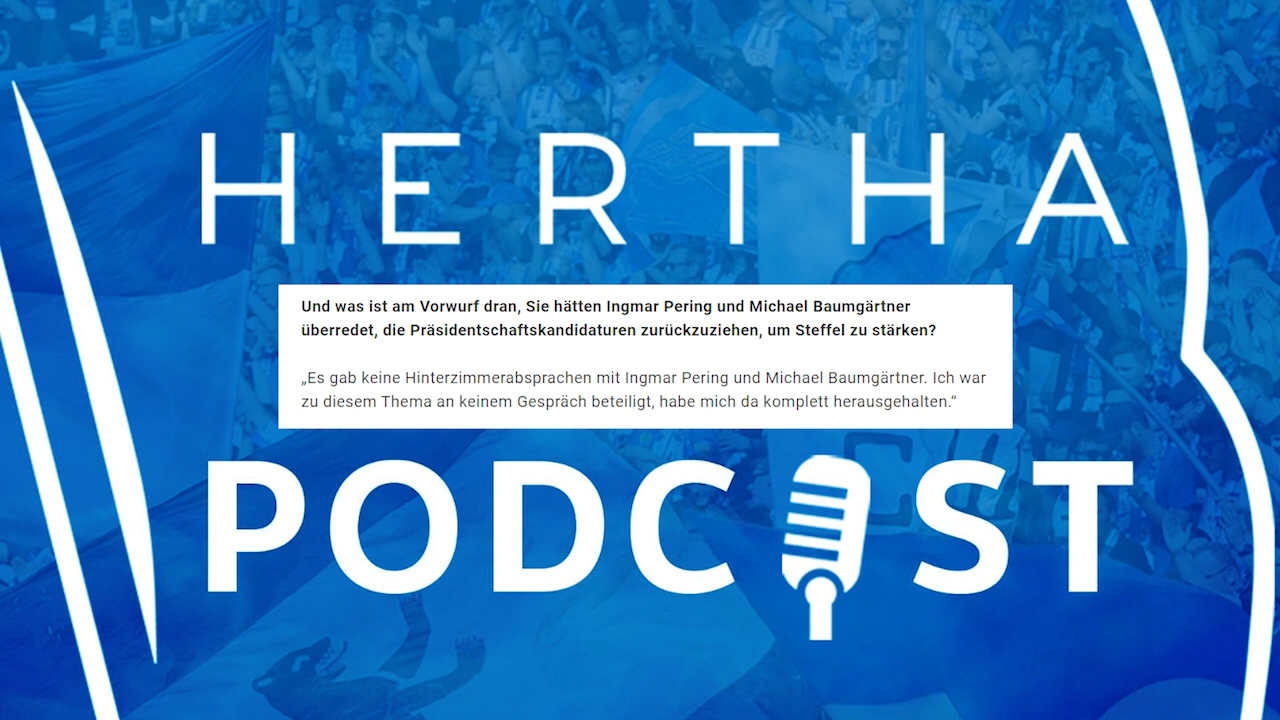 HERTHA
Und was ist am Vorwurf dran, Sie hätten Ingmar Pering und Michael Baumgärtner
überredet, die Präsidentschaftskandidaturen zurückzuziehen, um Steffel zu stärken?
„Es gab keine Hinterzimmerabsprachen mit Ingmar Pering und Michael Baumgärtner. Ich war
zu diesem Thema an keinem Gespräch beteiligt, habe mich da komplett herausgehalten.“
PODCAST